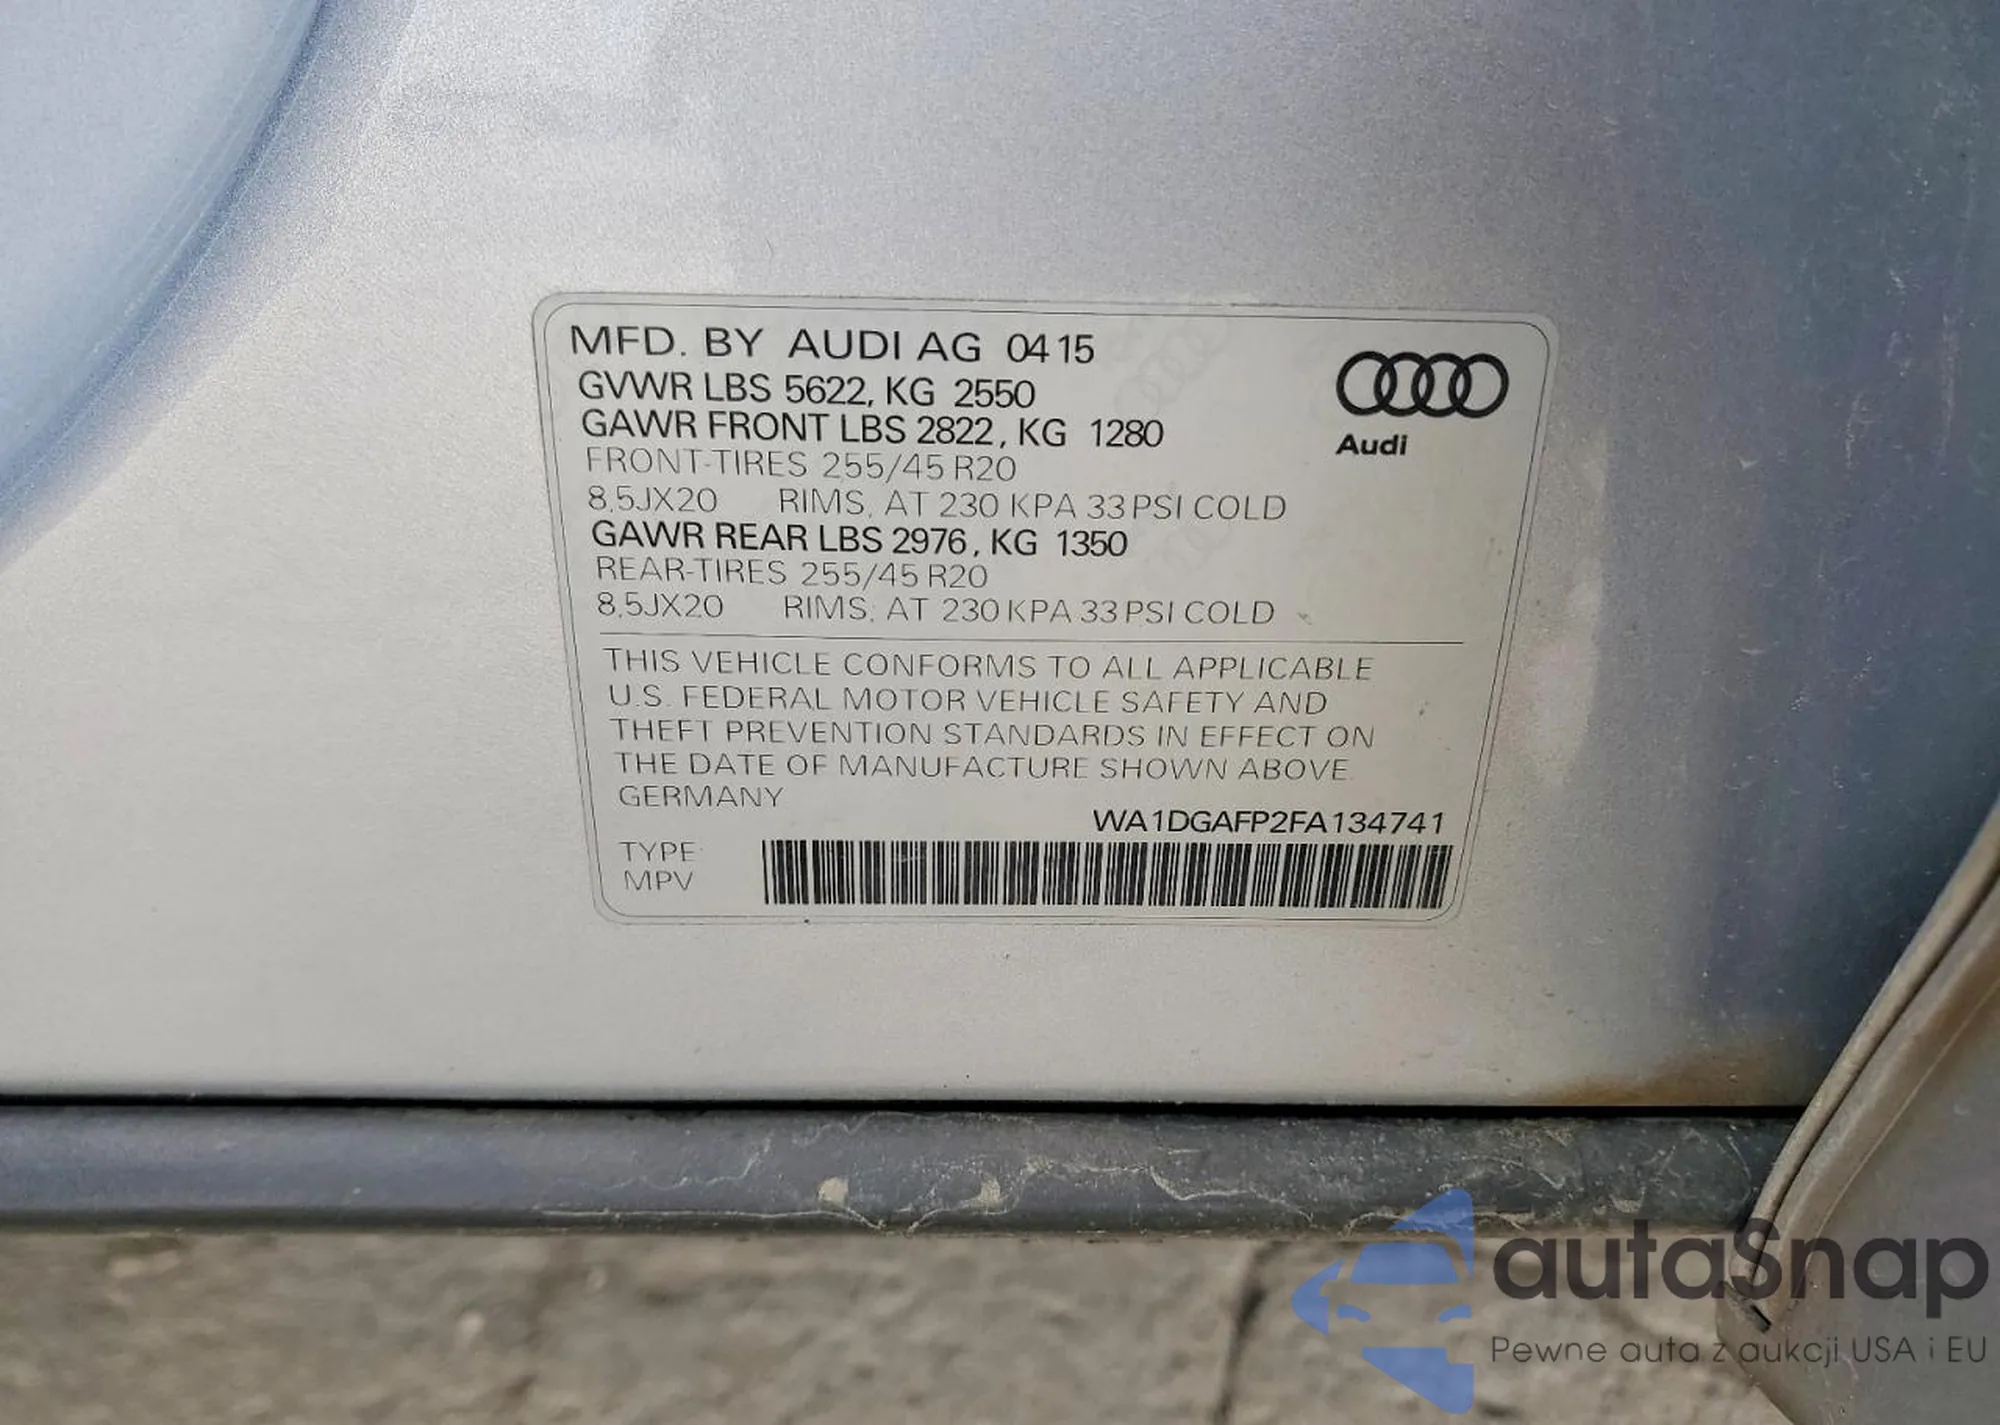 MFD. BY AUDI AG 0415
GVWR LBS 5622, KG 2550
GAWR FRONT LBS 2822, KG 1280
FRONT-TIRES 255/45 R20
8,5JX20 RIMS, AT 230 KPA 33 PSI COLD
GAWR REAR LBS 2976, KG 1350
REAR-TIRES 255/45 R20
8,5JX20 RIMS, AT 230 KPA 33 PSI COLD
Audi
THIS VEHICLE CONFORMS TO ALL APPLICABLE
U.S. FEDERAL MOTOR VEHICLE SAFETY AND
THEFT PREVENTION STANDARDS IN EFFECT ON
THE DATE OF MANUFACTURE SHOWN ABOVE.
GERMANY
WA1DGAFP2FA134741
TYPE:
MPV
autaSnap
Pewne auta z aukcji USA i EU